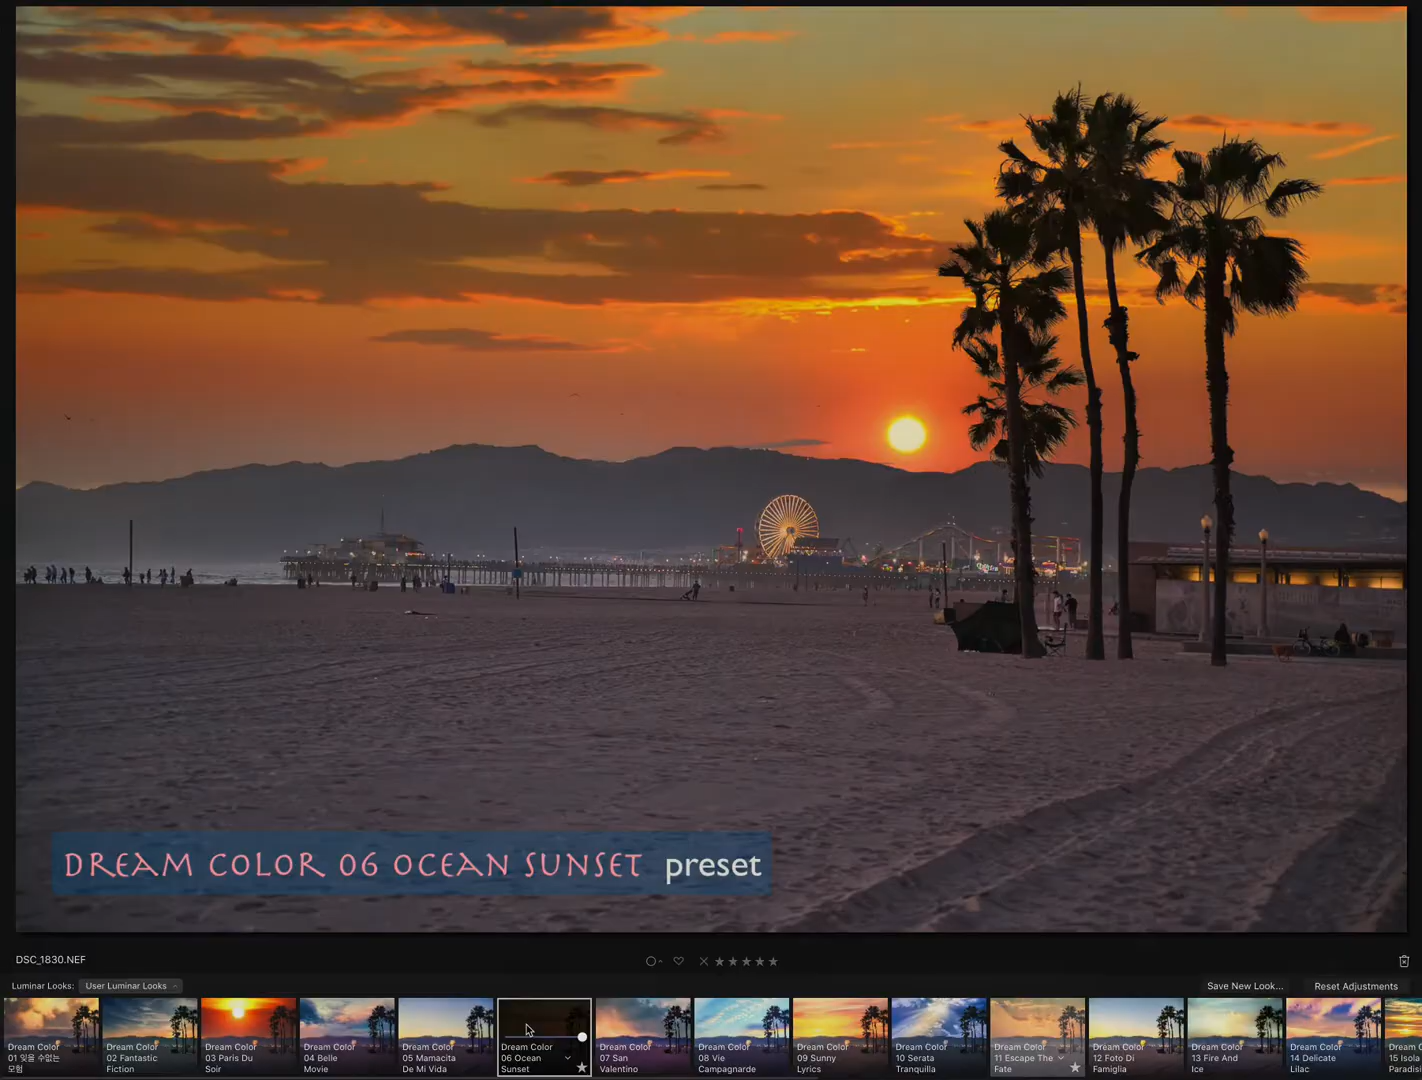 DREAM COLOR 06 OCEAN SUNSET preset
DSC_1830.NEF
Luminar Looks: User Luminar Looks
Save New Look... Reset Adjustments
Dream Color
01 잊을 수없는
모험
Dream Color
02 Fantastic
Fiction
Dream Color
03 Paris Du
Soir
Dream Color
04 Belle
Movie
Dream Color
05 Mamacita
De Mi Vida
Dream Color
06 Ocean
Sunset
Dream Color
07 San
Valentino
Dream Color
08 Vie
Campagnarde
Dream Color
09 Sunny
Lyrics
Dream Color
10 Serata
Tranquilla
Dream Color
11 Escape The
Fate
Dream Color
12 Foto Di
Famiglia
Dream Color
13 Fire And
Ice
Dream Color
14 Delicate
Lilac
Dream C
15 Isola
Paradisi